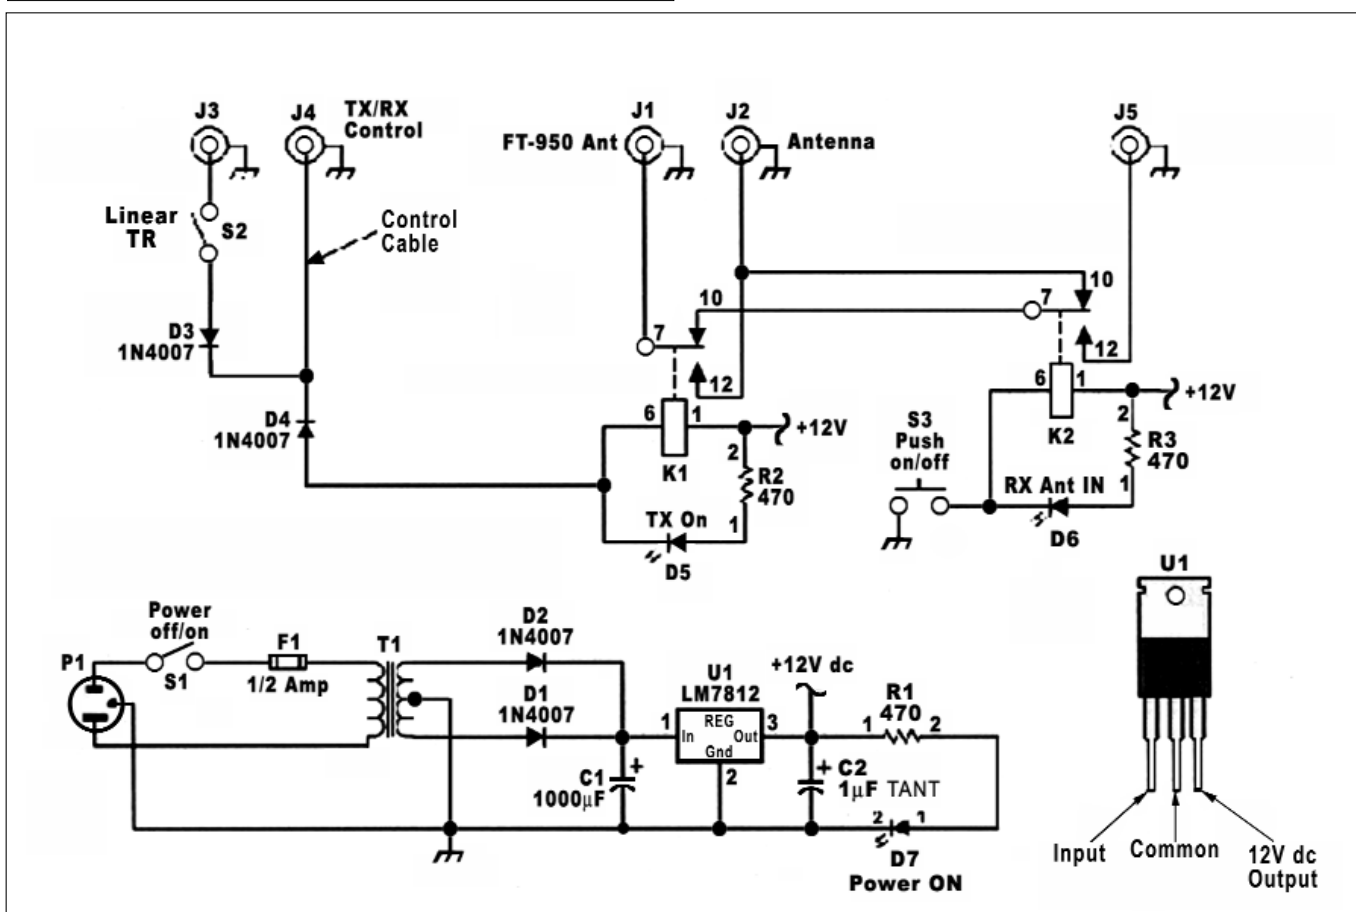 J3
J4
TX/RX
Control
J1
FT-950 Ant
J2
Antenna
J5
Linear
TR
S2
Control
Cable
D3
1N4007
D4
1N4007
7
10
12
6
1
K1
+12V
2
R2
470
1
TX On
D5
7
10
12
6
1
K2
+12V
2
R3
470
1
S3
Push
on/off
RX Ant IN
D6
U1
Input
Common
12V dc
Output
P1
Power
off/on
S1
F1
1/2 Amp
T1
D2
1N4007
D1
1N4007
C1
1000µF
+
U1
LM7812
REG
In
Out
Gnd
1
3
2
+12V dc
+
C2
1µF TANT
R1
470
1
2
2
1
D7
Power ON